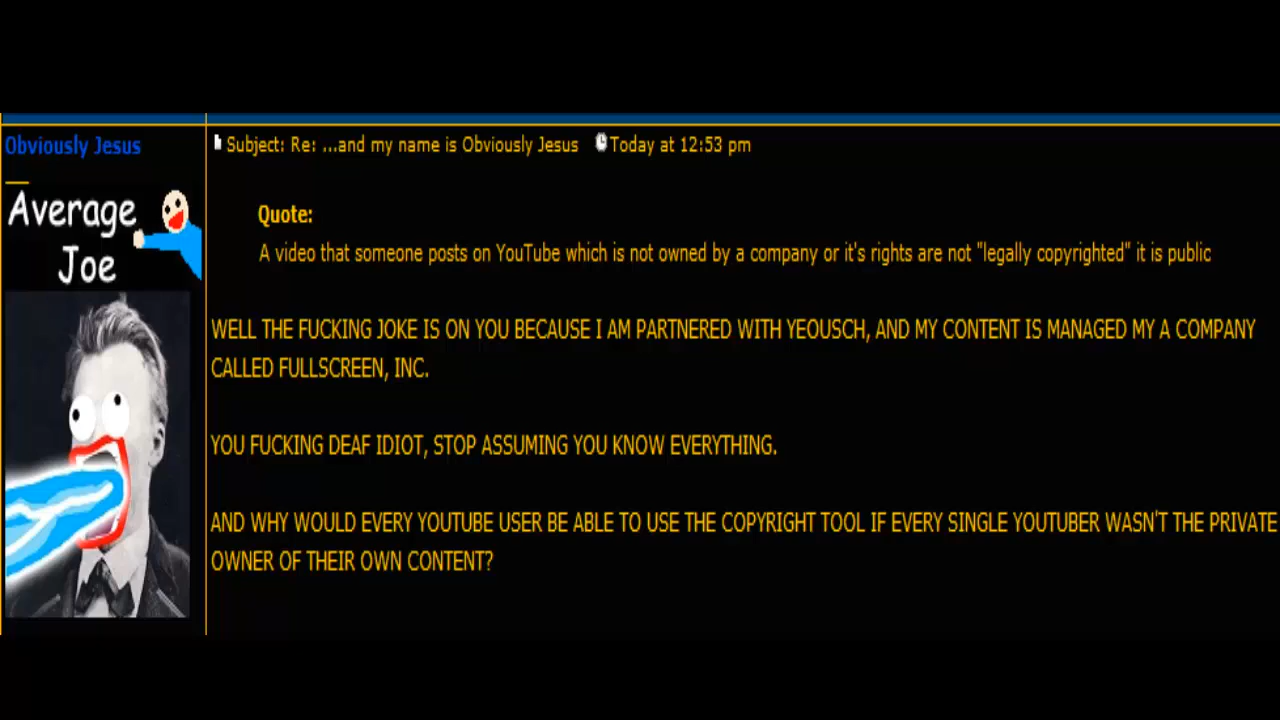 Obviously Jesus
Average
Joe
Subject: Re: ...and my name is Obviously Jesus Today at 12:53 pm
Quote:
A video that someone posts on YouTube which is not owned by a company or it's rights are not "legally copyrighted" it is public
WELL THE FUCKING JOKE IS ON YOU BECAUSE I AM PARTNERED WITH YEOUSCH, AND MY CONTENT IS MANAGED MY A COMPANY
CALLED FULLSCREEN, INC.
YOU FUCKING DEAF IDIOT, STOP ASSUMING YOU KNOW EVERYTHING.
AND WHY WOULD EVERY YOUTUBE USER BE ABLE TO USE THE COPYRIGHT TOOL IF EVERY SINGLE YOUTUBER WASN'T THE PRIVATE
OWNER OF THEIR OWN CONTENT?